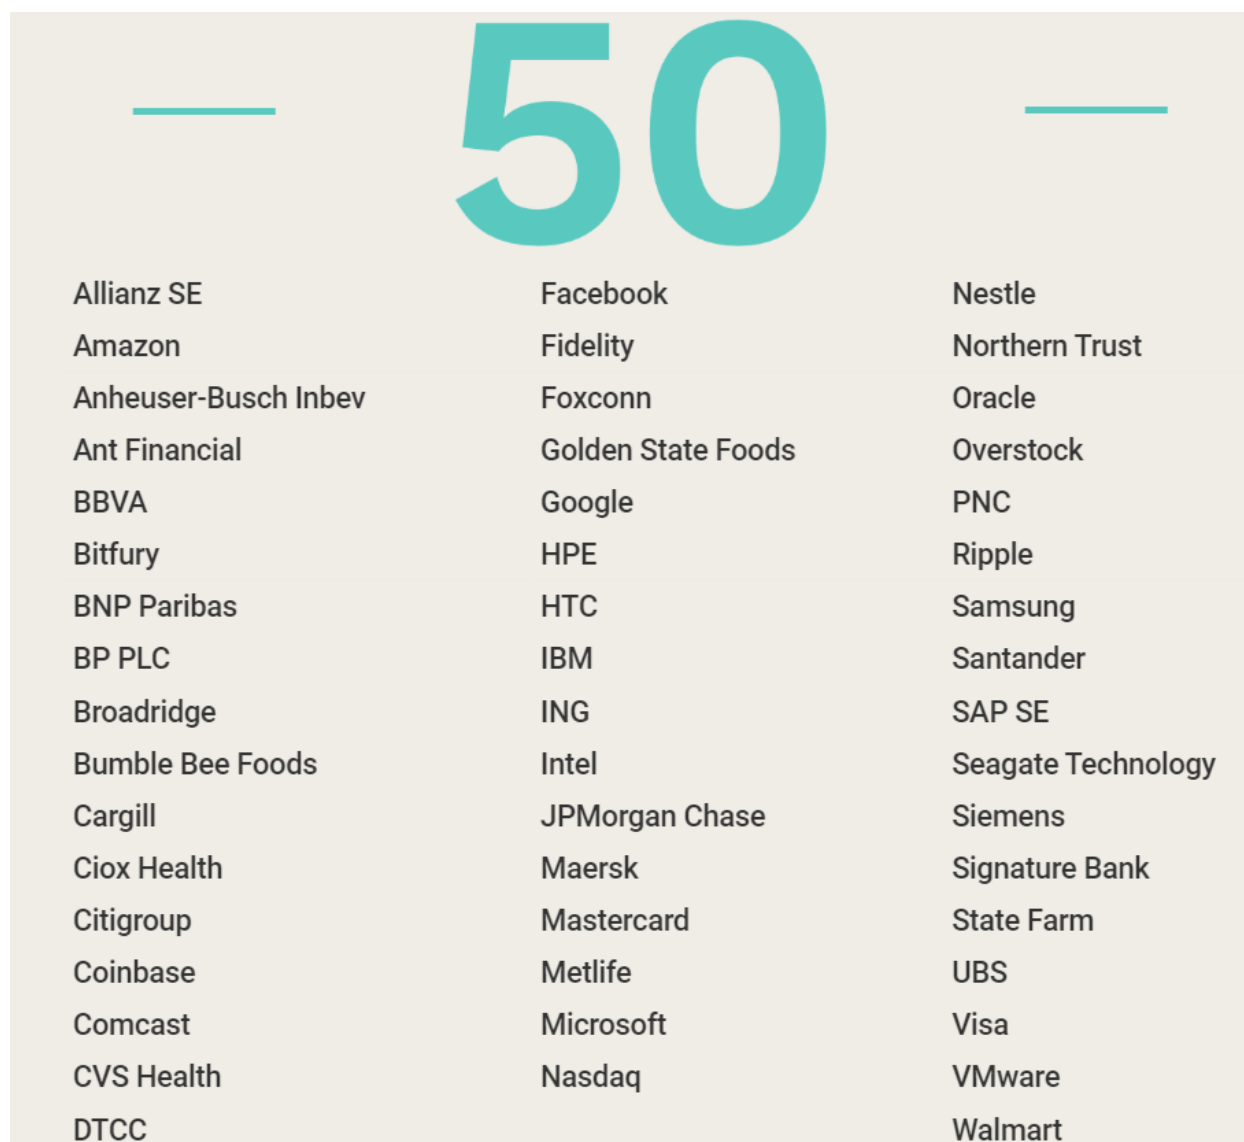 50
Allianz SE
Amazon
Anheuser-Busch Inbev
Ant Financial
BBVA
Bitfury
BNP Paribas
BP PLC
Broadridge
Bumble Bee Foods
Cargill
Ciox Health
Citigroup
Coinbase
Comcast
CVS Health
DTCC
Facebook
Fidelity
Foxconn
Golden State Foods
Google
HPE
HTC
IBM
ING
Intel
JPMorgan Chase
Maersk
Mastercard
Metlife
Microsoft
Nasdaq
Nestle
Northern Trust
Oracle
Overstock
PNC
Ripple
Samsung
Santander
SAP SE
Seagate Technology
Siemens
Signature Bank
State Farm
UBS
Visa
VMware
Walmart